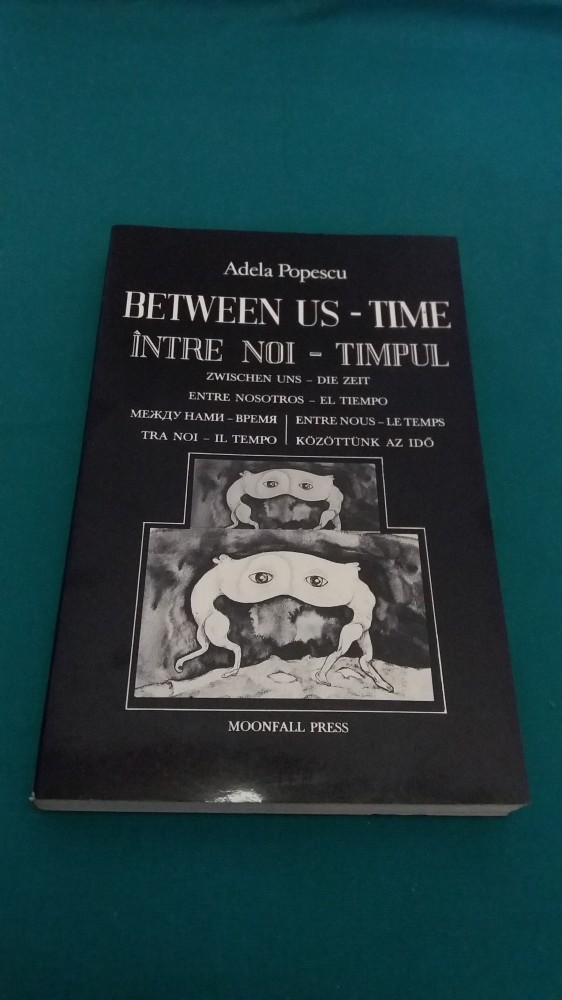 Adela Popescu
BETWEEN US - TIME
ÎNTRE NOI - TIMPUL
ZWISCHEN UNS – DIE ZEIT
ENTRE NOSOTROS – EL TIEMPO
МЕЖДУ НАМИ – ВРЕМЯ
TRA NOI – IL TEMPO
ENTRE NOUS – LE TEMPS
KÖZÖTTÜNK AZ IDŐ
MOONFALL PRESS